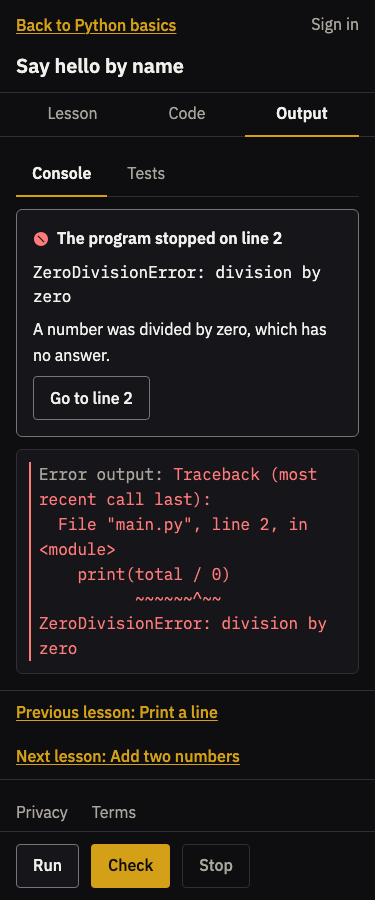 Back to Python basics
Sign in
Say hello by name
Lesson
Code
Output
Console
Tests
The program stopped on line 2
ZeroDivisionError: division by
zero
A number was divided by zero, which has
no answer.
Go to line 2
Error output: Traceback (most
recent call last):
  File "main.py", line 2, in
<module>
    print(total / 0)
          ~~~~~~^~~
ZeroDivisionError: division by
zero
Previous lesson: Print a line
Next lesson: Add two numbers
Privacy
Terms
Run
Check
Stop